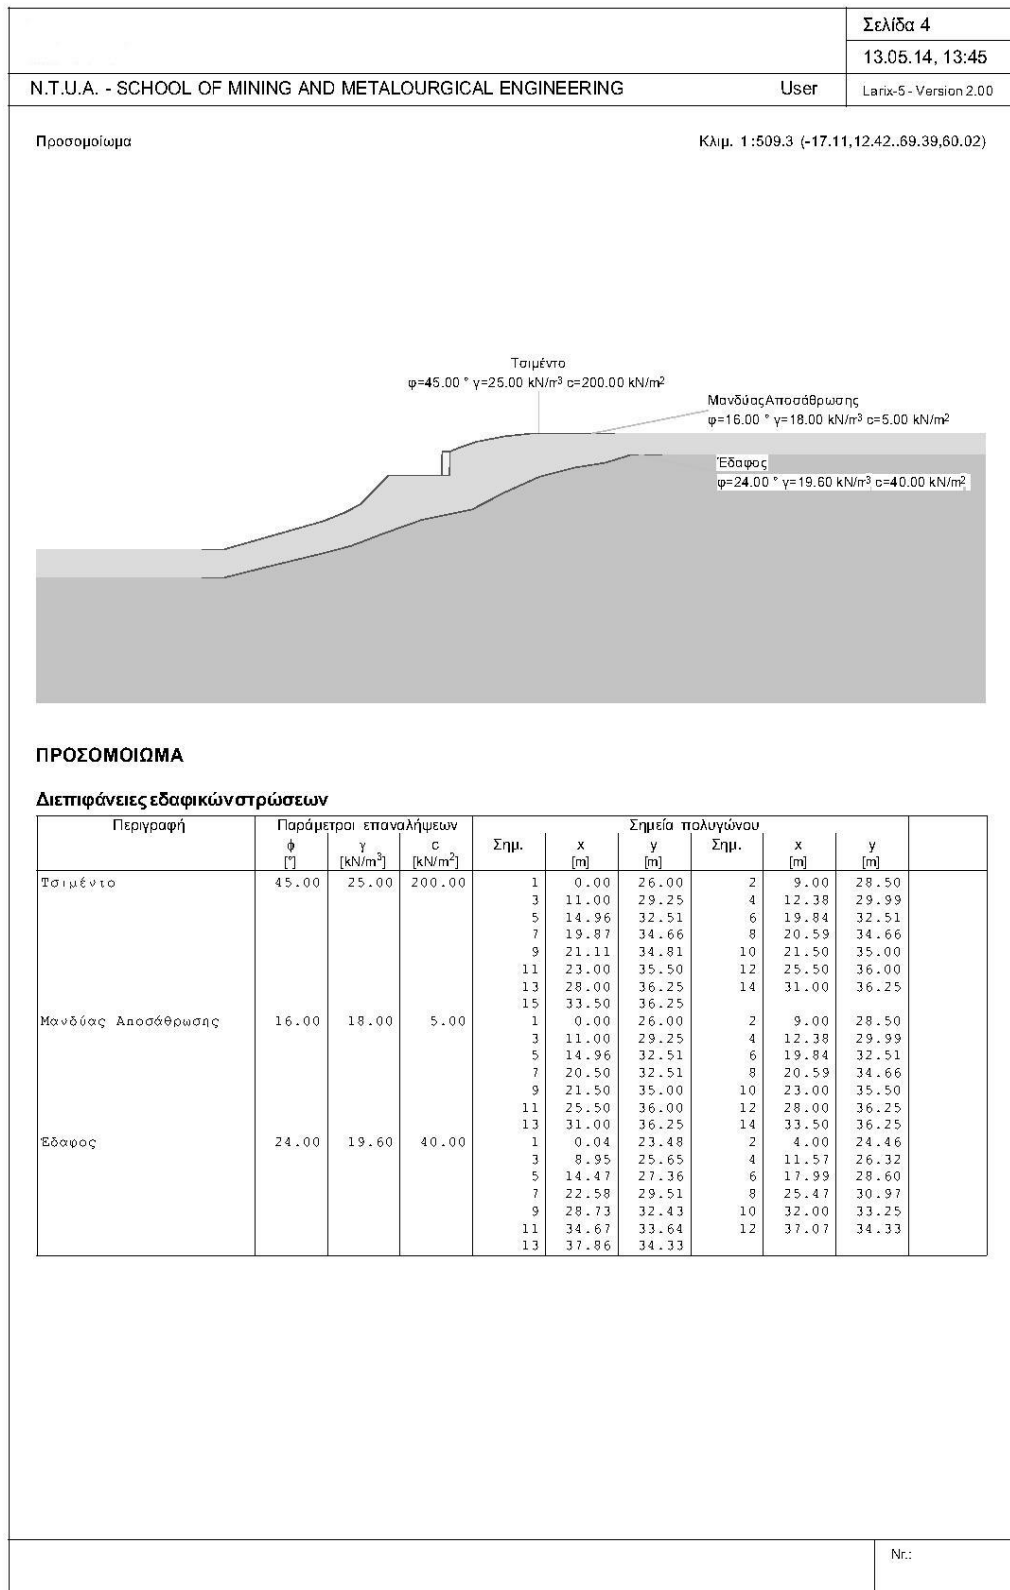 Σελίδα 4
13.05.14, 13:45
N.T.U.A. - SCHOOL OF MINING AND METALOURGICAL ENGINEERING User Larix-5 - Version 2.00
Προσομοίωμα Κλιμ. 1:509.3 (-17.11,12.42..69.39,60.02)
Τσιμέντο
φ=45.00 ° γ=25.00 kN/m³ c=200.00 kN/m²
Μανδύας Αποσάθρωσης
φ=16.00 ° γ=18.00 kN/m³ c=5.00 kN/m²
Έδαφος
φ=24.00 ° γ=19.60 kN/m³ c=40.00 kN/m²
ΠΡΟΣΟΜΟΙΩΜΑ
Διεπιφάνειες εδαφικών στρώσεων
Περιγραφή Παράμετροι επαναλήψεων Σημεία πολυγώνου
ϕ γ c Σημ. x y Σημ. x y
[°] [kN/m³] [kN/m²] [m] [m] [m] [m]
Τσιμέντο 45.00 25.00 200.00 1 0.00 26.00 2 9.00 28.50
3 11.00 29.25 4 12.38 29.99
5 14.96 32.51 6 19.84 32.51
7 19.87 34.66 8 20.59 34.66
9 21.11 34.81 10 21.50 35.00
11 23.00 35.50 12 25.50 36.00
13 28.00 36.25 14 31.00 36.25
15 33.50 36.25
Μανδύας Αποσάθρωσης 16.00 18.00 5.00 1 0.00 26.00 2 9.00 28.50
3 11.00 29.25 4 12.38 29.99
5 14.96 32.51 6 19.84 32.51
7 20.50 32.51 8 20.59 34.66
9 21.50 35.00 10 23.00 35.50
11 25.50 36.00 12 28.00 36.25
13 31.00 36.25 14 33.50 36.25
Έδαφος 24.00 19.60 40.00 1 0.04 23.48 2 4.00 24.46
3 8.95 25.65 4 11.57 26.32
5 14.47 27.36 6 17.99 28.60
7 22.58 29.51 8 25.47 30.97
9 28.73 32.43 10 32.00 33.25
11 34.67 33.64 12 37.07 34.33
13 37.86 34.33
Nr.: